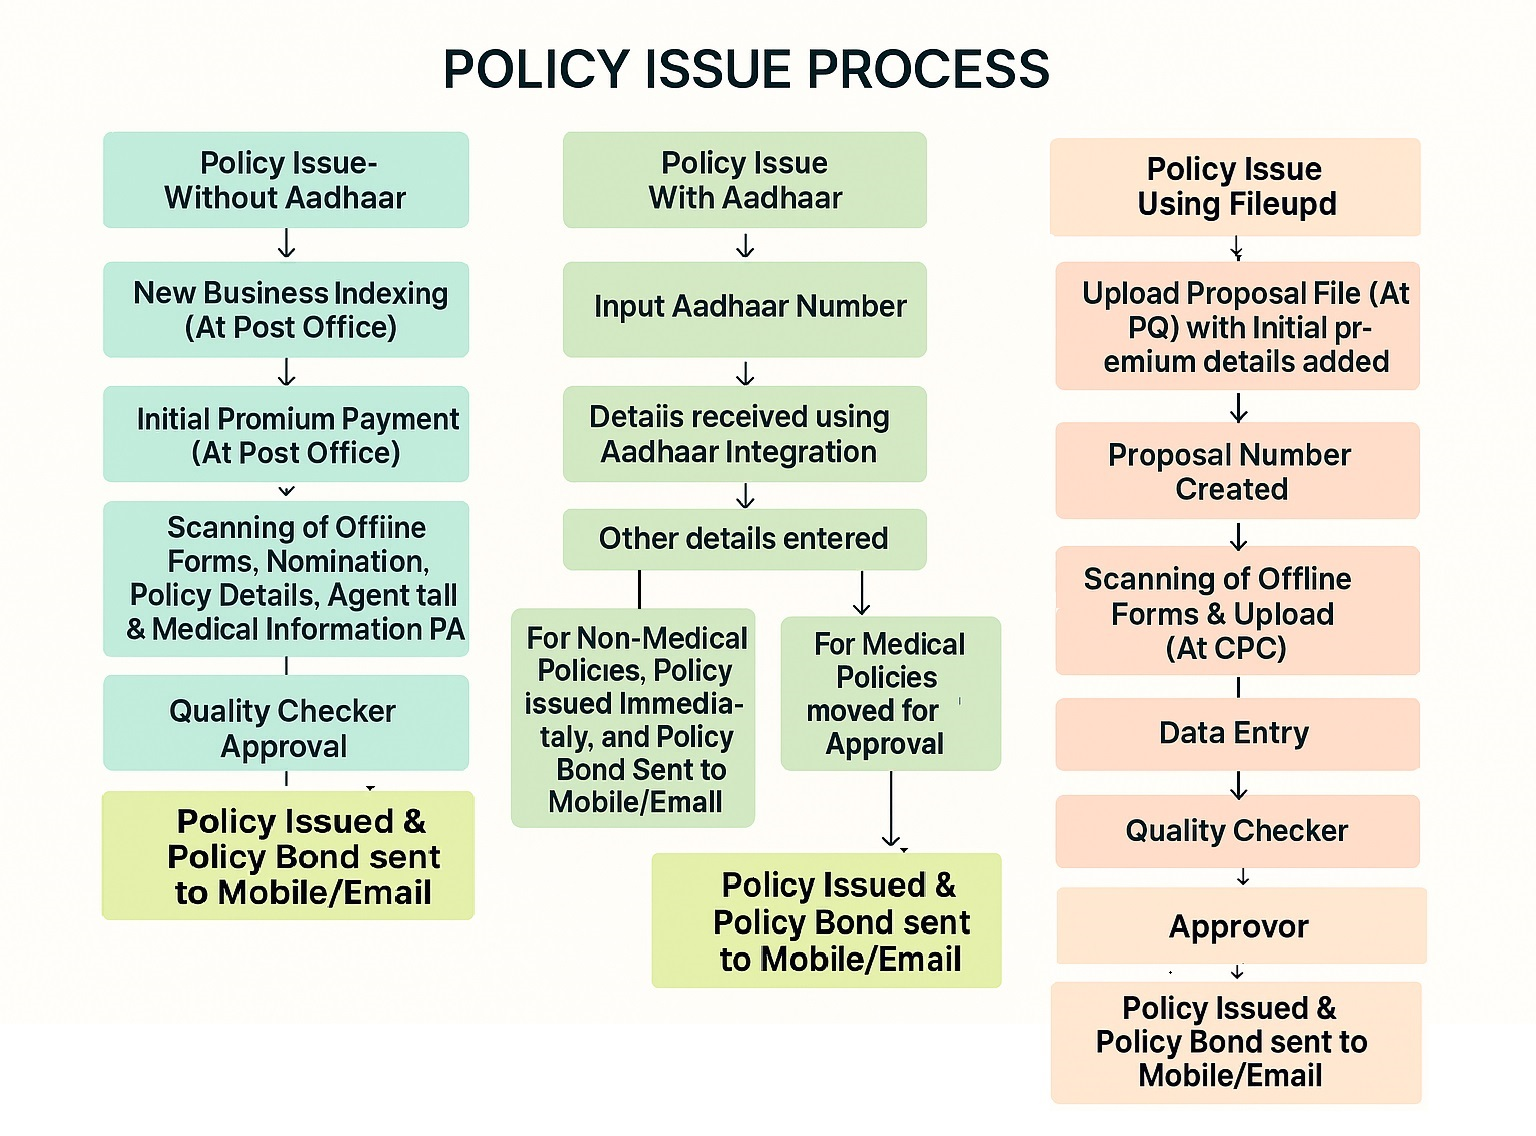 POLICY ISSUE PROCESS
Policy Issue-
Without Aadhaar
New Business Indexing
(At Post Office)
Initial Promium Payment
(At Post Office)
Scanning of Offiine
Forms, Nomination,
Policy Details, Agent tall
& Medical Information PA
Quality Checker
Approval
Policy Issued &
Policy Bond sent
to Mobile/Email
Policy Issue
With Aadhaar
Input Aadhaar Number
Detaiis received using
Aadhaar Integration
Other details entered
For Non-Medical
Policies, Policy
issued Immedia-
taly, and Policy
Bond Sent to
Mobile/Emall
For Medical
Policies
moved for
Approval
Policy Issued &
Policy Bond sent
to Mobile/Email
Policy Issue
Using Fileupd
Upload Proposal File (At
PQ) with Initial pr-
emium details added
Proposal Number
Created
Scanning of Offline
Forms & Upload
(At CPC)
Data Entry
Quality Checker
Approvor
Policy Issued &
Policy Bond sent to
Mobile/Email